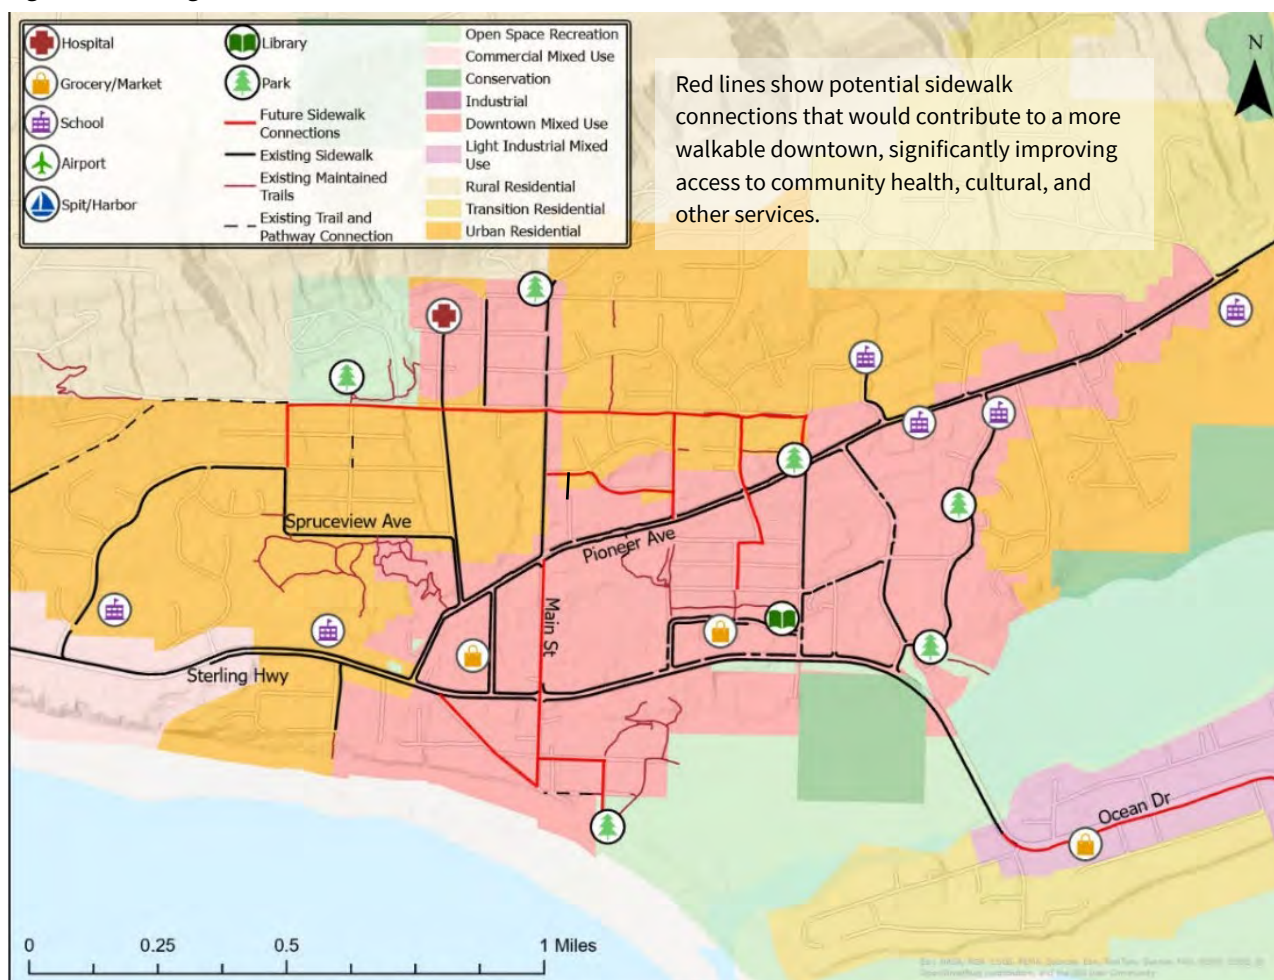 Hospital
Grocery/Market
School
Airport
Spit/Harbor
Library
Park
Future Sidewalk
Connections
Existing Sidewalk
Existing Maintained
Trails
Existing Trail and
Pathway Connection
Open Space Recreation
Commercial Mixed Use
Conservation
Industrial
Downtown Mixed Use
Light Industrial Mixed
Use
Rural Residential
Transition Residential
Urban Residential
Red lines show potential sidewalk
connections that would contribute to a more
walkable downtown, significantly improving
access to community health, cultural, and
other services.
N
Spruceview Ave
Pioneer Ave
Main St
Sterling Hwy
Ocean Dr
0 0.25 0.5 1 Miles